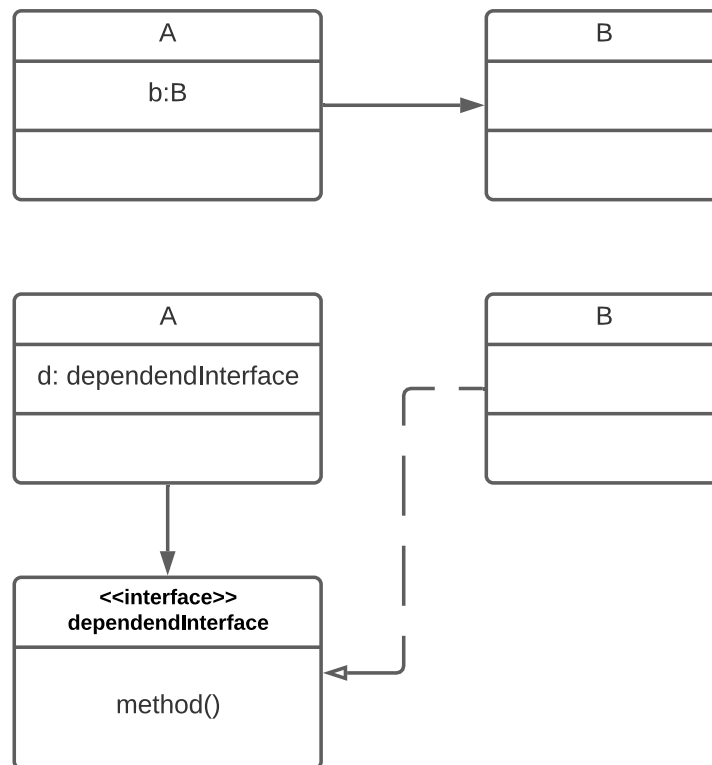 A
B
b:B
A
B
d: dependendInterface
<<interface>>
dependendInterface
method()